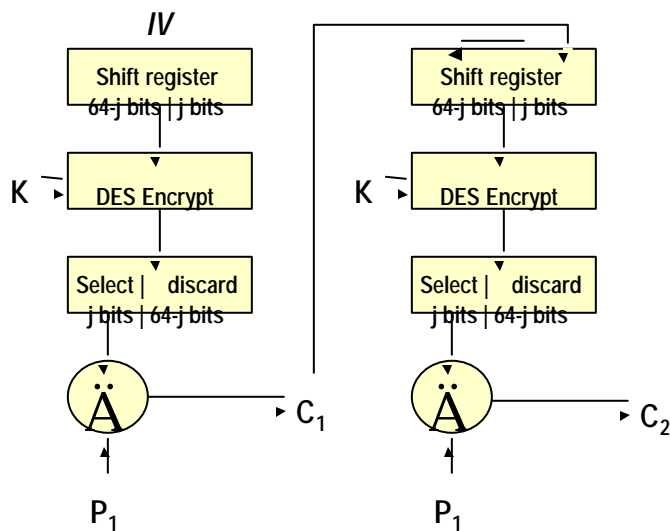 IV
Shift register
64-j bits | j bits
K
DES Encrypt
Select | discard
j bits | 64-j bits
Ä
C1
P1
Shift register
64-j bits | j bits
K
DES Encrypt
Select | discard
j bits | 64-j bits
Ä
C2
P1